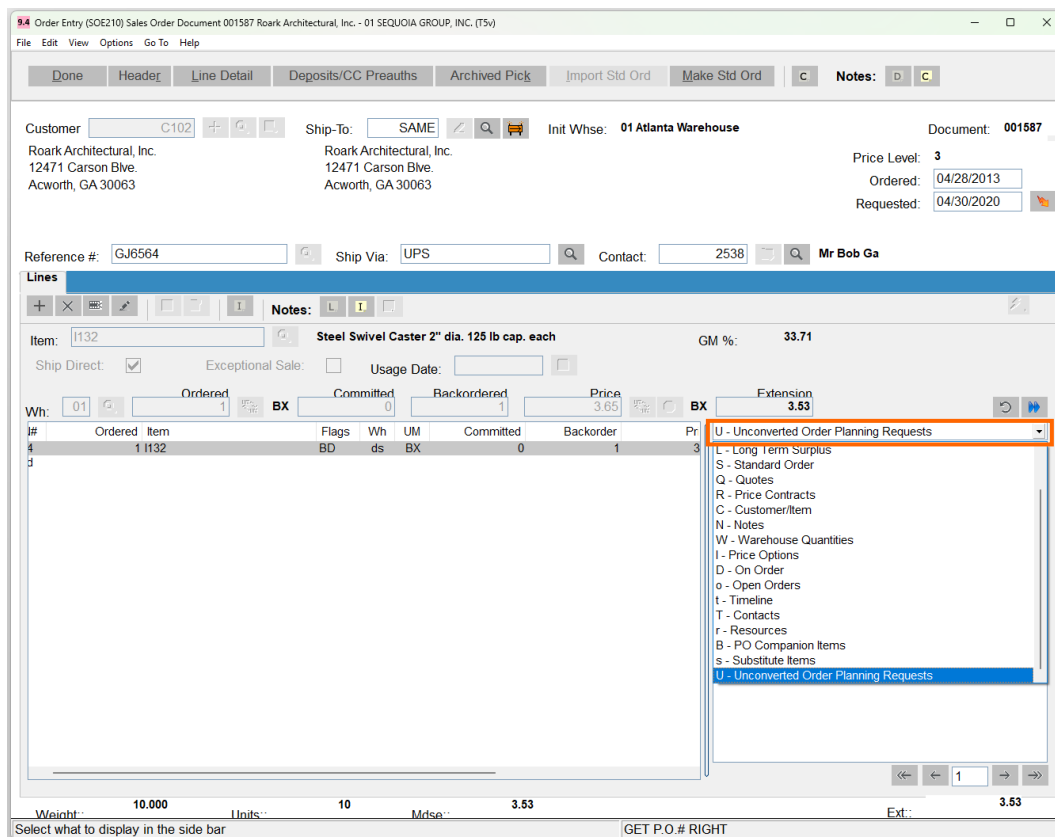 9.4 Order Entry (SOE210) Sales Order Document 001587 Roark Architectural, Inc. - 01 SEQUOIA GROUP, INC. (T5v)
File Edit View Options Go To Help
Done Header Line Detail Deposits/CC Preauths Archived Pick Import Std Ord Make Std Ord C Notes: D C
Customer C102 Ship-To: SAME Init Whse: 01 Atlanta Warehouse Document: 001587
Roark Architectural, Inc. Roark Architectural, Inc.
12471 Carson Blve. 12471 Carson Blve.
Acworth, GA 30063 Acworth, GA 30063
Price Level: 3
Ordered: 04/28/2013
Requested: 04/30/2020
Reference #: GJ6564 Ship Via: UPS Contact: 2538 Mr Bob Ga
Lines
I Notes: L I
Item: I132 Steel Swivel Caster 2" dia. 125 lb cap. each GM %: 33.71
Ship Direct: Exceptional Sale: Usage Date:
Ordered Committed Backordered Price Extension
Wh: 01 1 BX 0 1 3.65 BX 3.53
l# Ordered Item Flags Wh UM Committed Backorder Pr
4 1 I132 BD ds BX 0 1 3
d
U - Unconverted Order Planning Requests
L - Long Term Surplus
S - Standard Order
Q - Quotes
R - Price Contracts
C - Customer/Item
N - Notes
W - Warehouse Quantities
I - Price Options
D - On Order
o - Open Orders
t - Timeline
T - Contacts
r - Resources
B - PO Companion Items
s - Substitute Items
U - Unconverted Order Planning Requests
1
Weight:: 10.000 Units:: 10 Mdse:: 3.53 Ext:: 3.53
Select what to display in the side bar GET P.O.# RIGHT